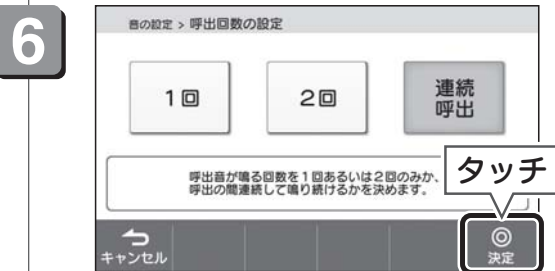 6
音の設定 > 呼出回数の設定
1回
2回
連続
呼出
呼出音が鳴る回数を1回あるいは2回のみか、
呼出の間連続して鳴り続けるかを決めます。
タッチ
キャンセル
決定